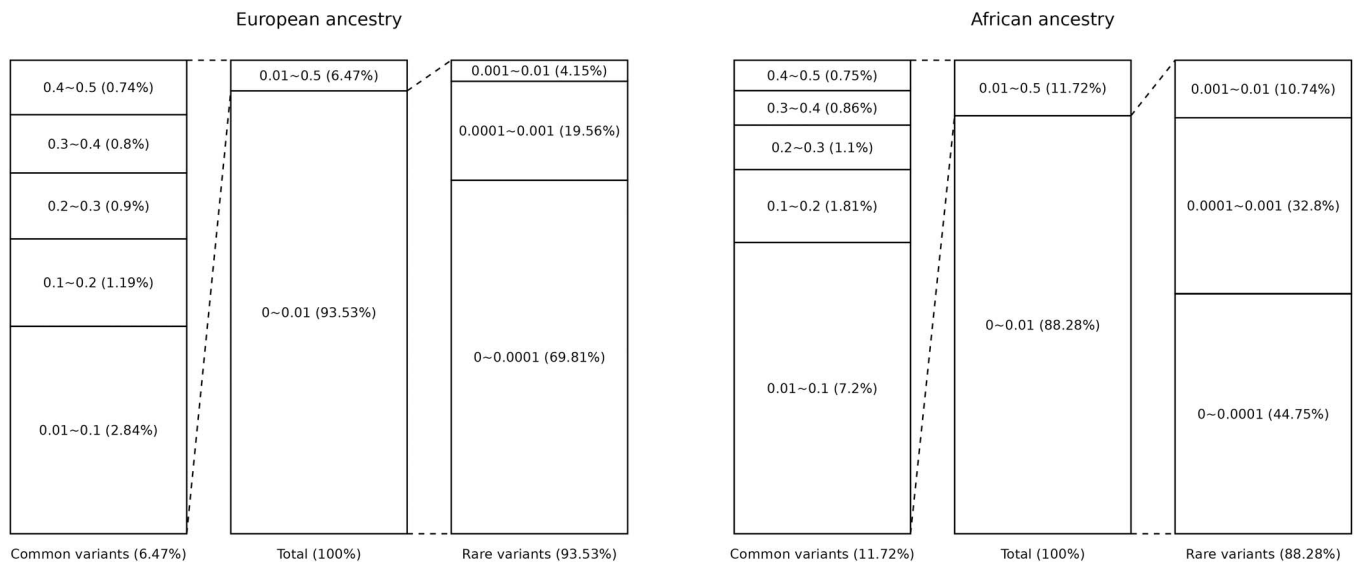 European ancestry
0.4~0.5 (0.74%)
0.3~0.4 (0.8%)
0.2~0.3 (0.9%)
0.1~0.2 (1.19%)
0.01~0.1 (2.84%)
Common variants (6.47%)
0.01~0.5 (6.47%)
0~0.01 (93.53%)
Total (100%)
0.001~0.01 (4.15%)
0.0001~0.001 (19.56%)
0~0.0001 (69.81%)
Rare variants (93.53%)
African ancestry
0.4~0.5 (0.75%)
0.3~0.4 (0.86%)
0.2~0.3 (1.1%)
0.1~0.2 (1.81%)
0.01~0.1 (7.2%)
Common variants (11.72%)
0.01~0.5 (11.72%)
0~0.01 (88.28%)
Total (100%)
0.001~0.01 (10.74%)
0.0001~0.001 (32.8%)
0~0.0001 (44.75%)
Rare variants (88.28%)